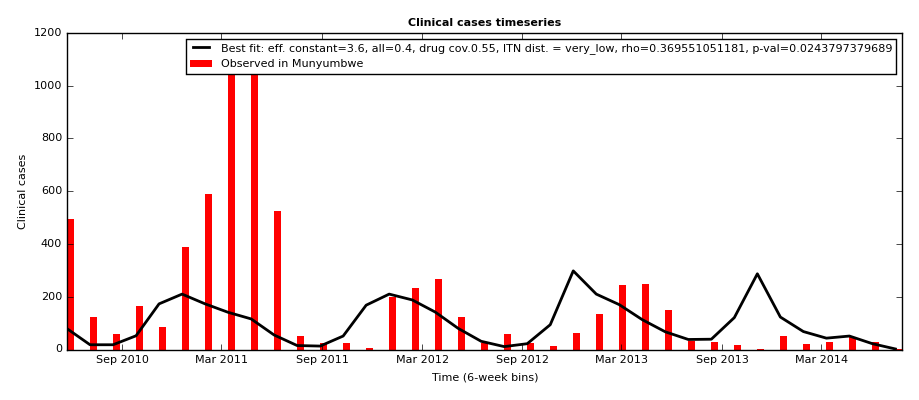 Clinical cases timeseries
Best fit: eff. constant=3.6, all=0.4, drug cov.0.55, ITN dist. = very_low, rho=0.369551051181, p-val=0.0243797379689
Observed in Munyumbwe
1200
1000
800
600
400
200
0
Clinical cases
Sep 2010
Mar 2011
Sep 2011
Mar 2012
Sep 2012
Mar 2013
Sep 2013
Mar 2014
Time (6-week bins)